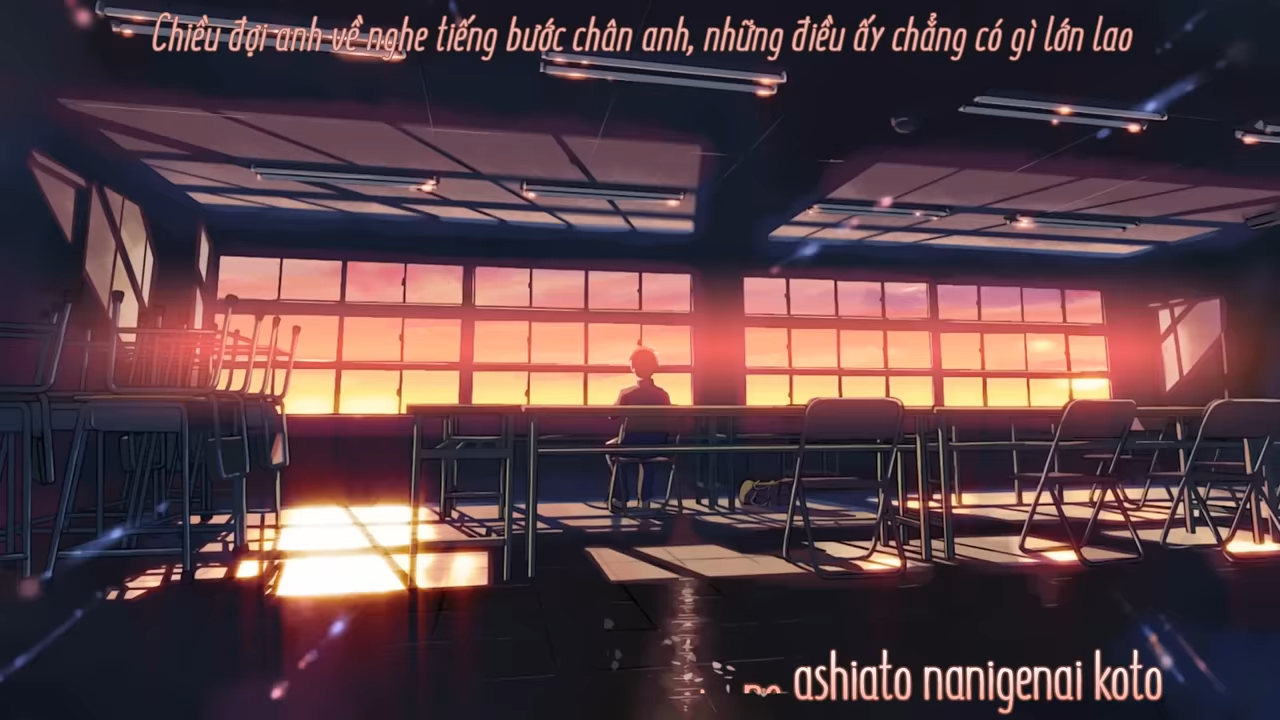 Chiều đợi anh về nghe tiếng bước chân anh, những điều ấy chẳng có gì lớn lao
ashiato nanigenai koto